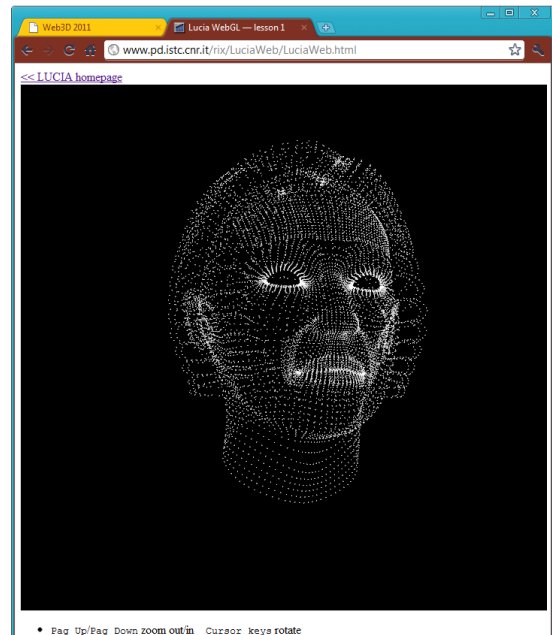 Web3D 2011
Lucia WebGL — lesson 1
www.pd.istc.cnr.it/rix/LuciaWeb/LuciaWeb.html
<< LUCIA homepage
Pag Up/Pag Down zoom out/in Cursor keys rotate